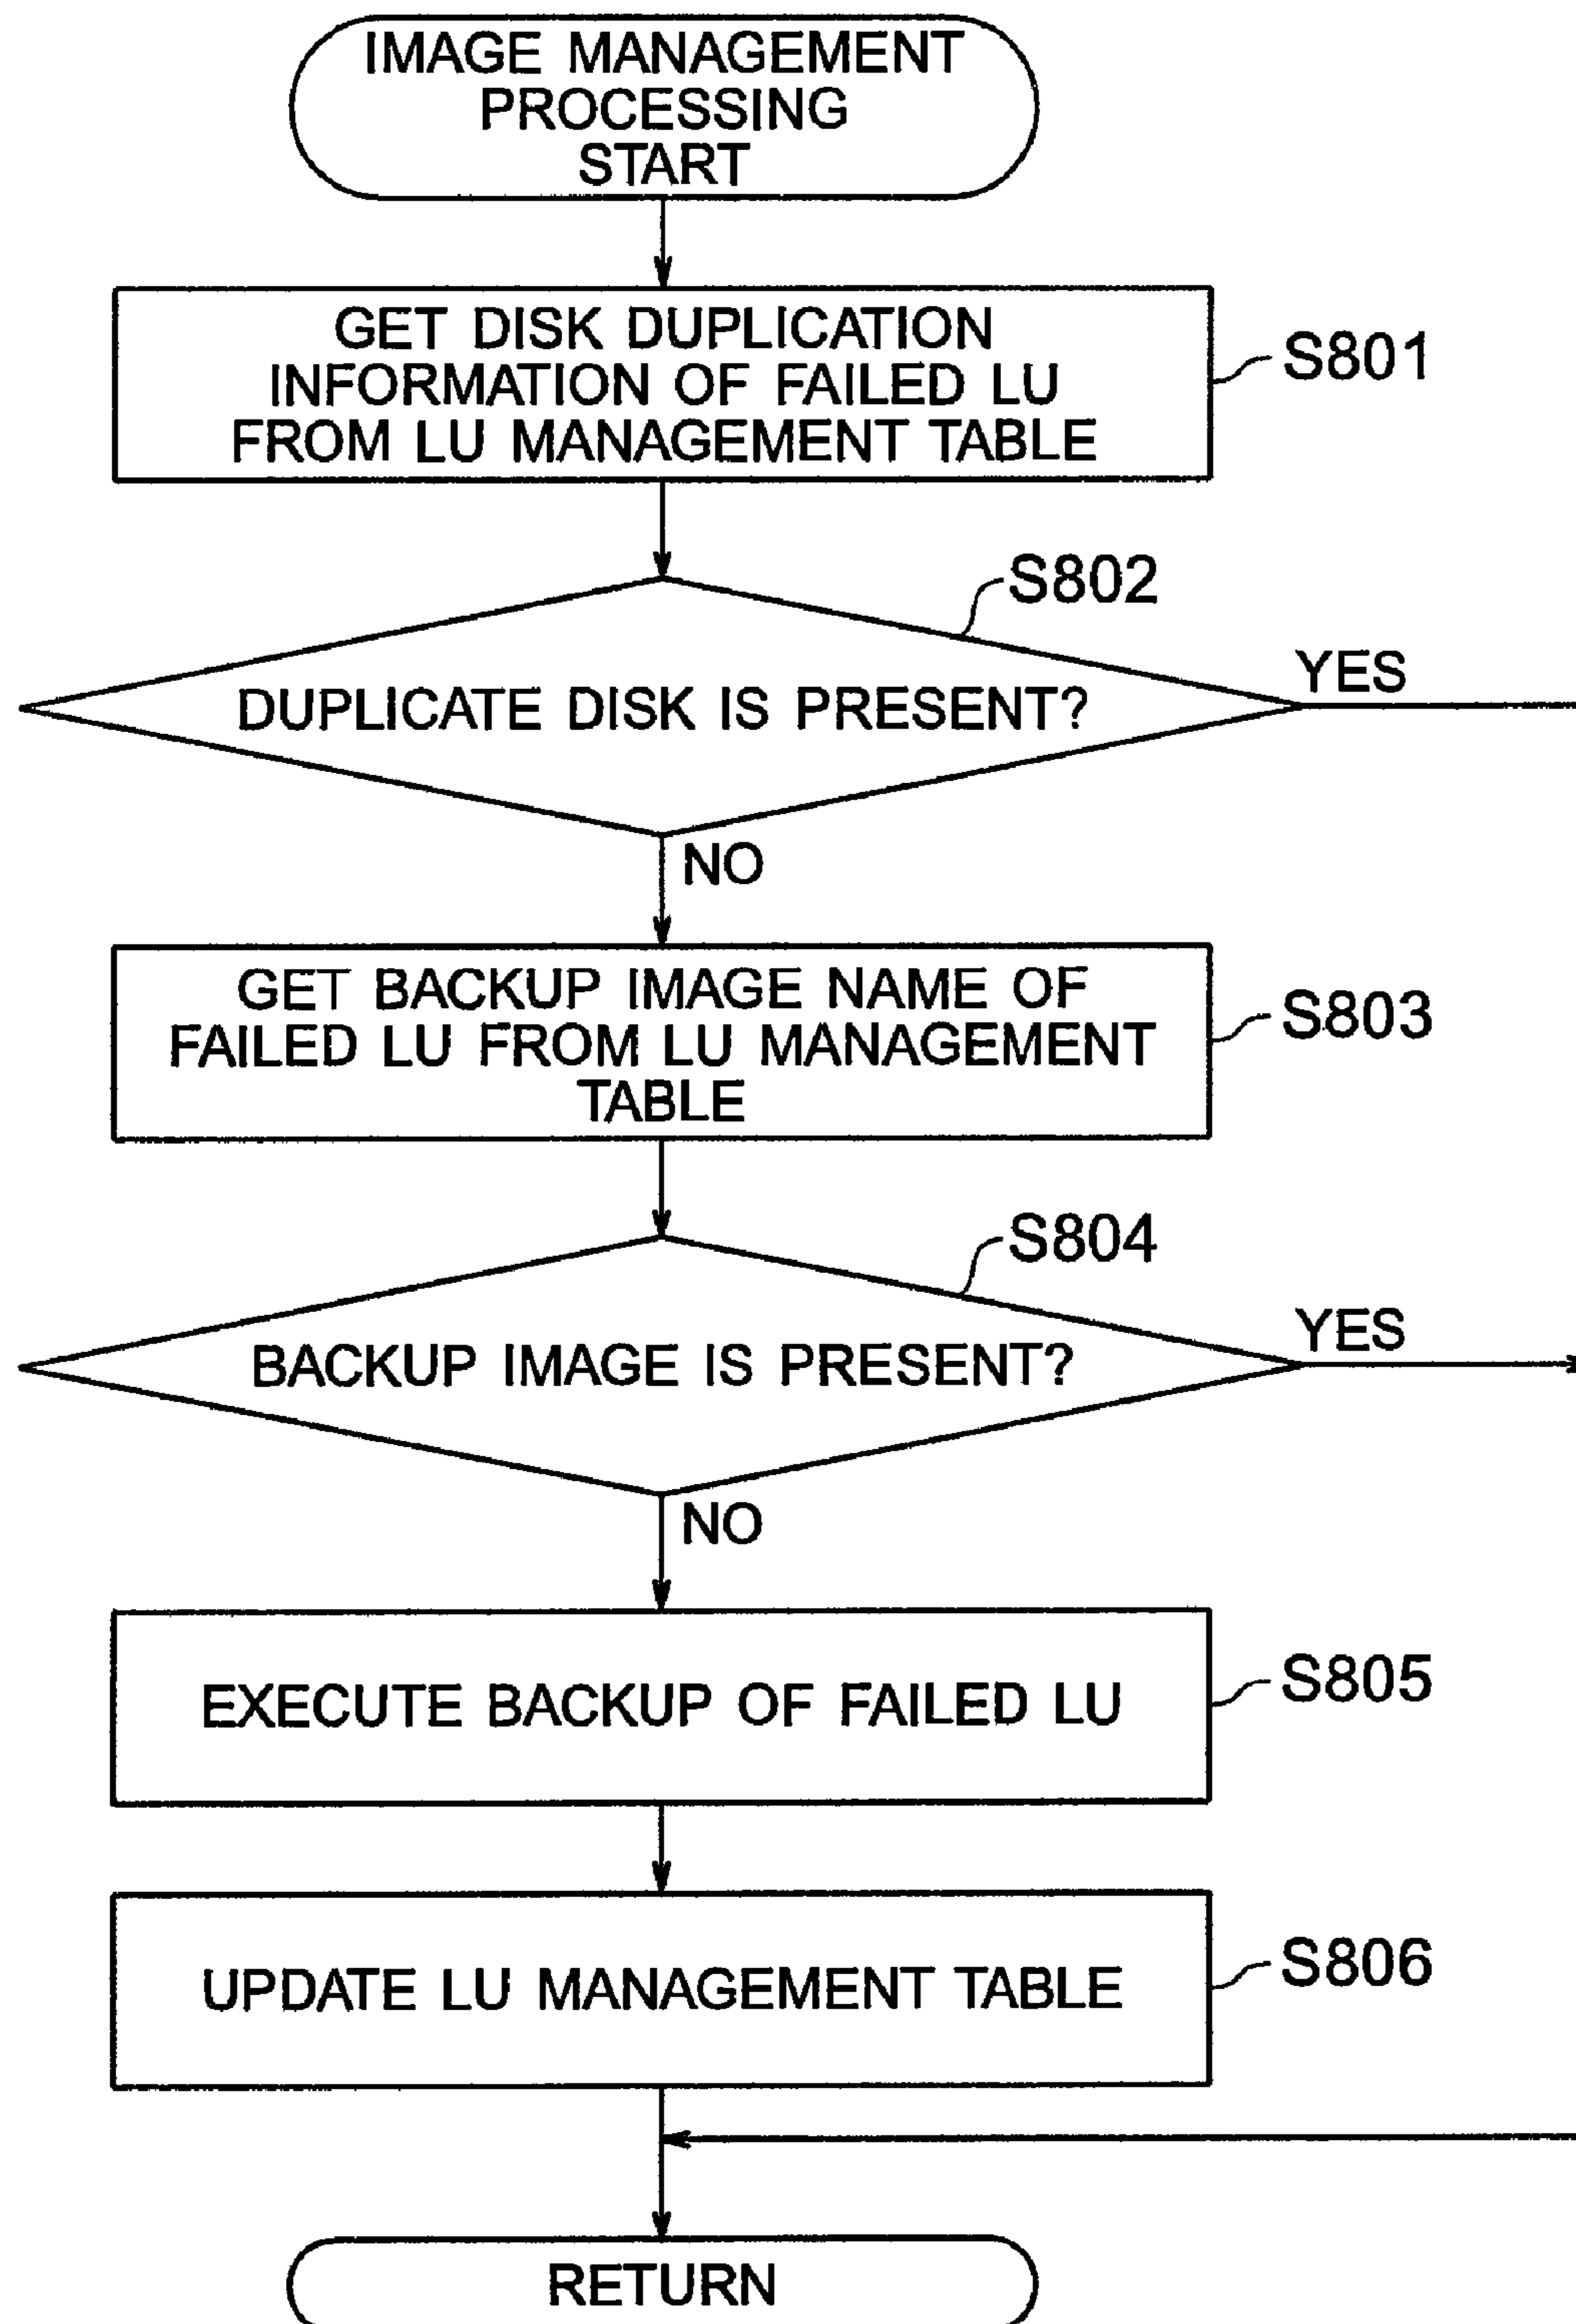 IMAGE MANAGEMENT
PROCESSING
START
GET DISK DUPLICATION
INFORMATION OF FAILED LU
FROM LU MANAGEMENT TABLE
S801
S802
DUPLICATE DISK IS PRESENT?
YES
NO
GET BACKUP IMAGE NAME OF
FAILED LU FROM LU MANAGEMENT
TABLE
S803
S804
BACKUP IMAGE IS PRESENT?
YES
NO
EXECUTE BACKUP OF FAILED LU
S805
UPDATE LU MANAGEMENT TABLE
S806
RETURN